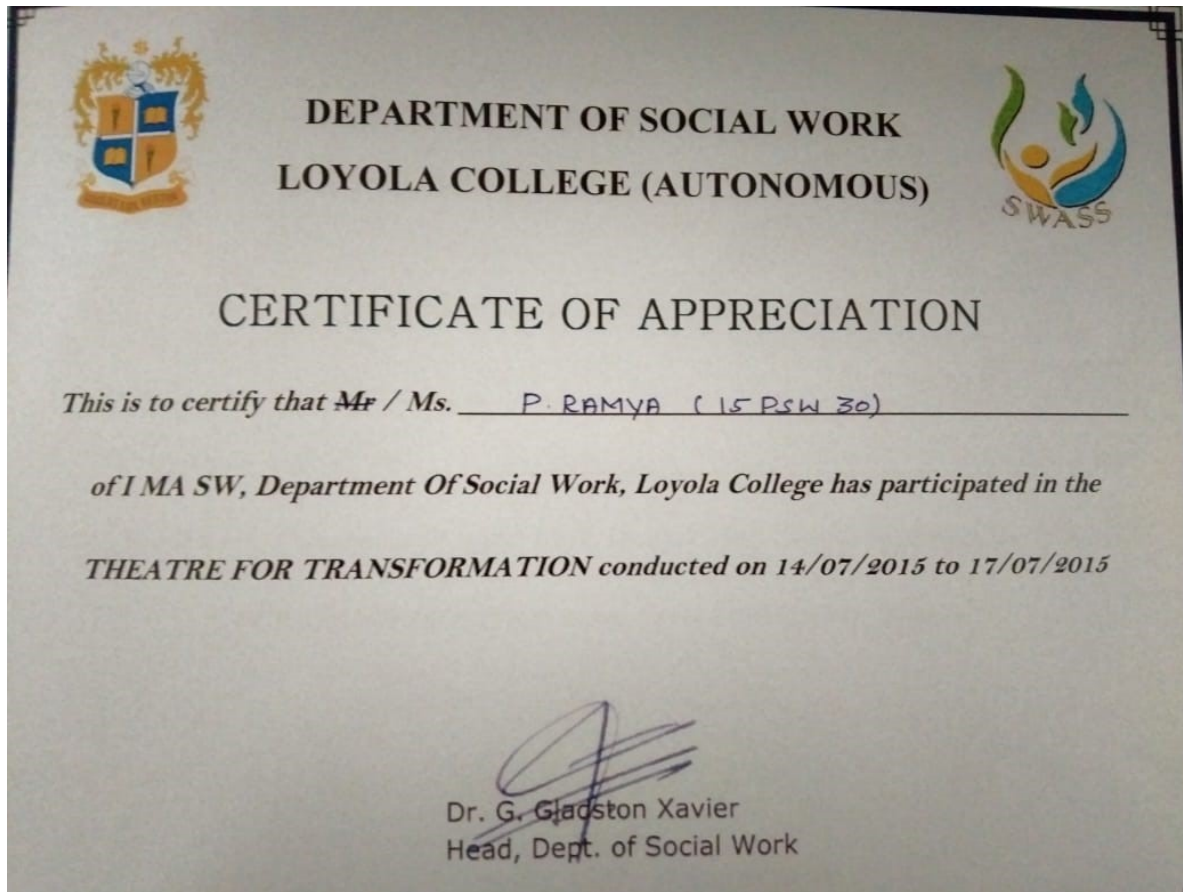 DEPARTMENT OF SOCIAL WORK
LOYOLA COLLEGE (AUTONOMOUS)
SWASS
CERTIFICATE OF APPRECIATION
This is to certify that Mr / Ms. P. RAMYA (15 PSW 30)
of I MA SW, Department Of Social Work, Loyola College has participated in the
THEATRE FOR TRANSFORMATION conducted on 14/07/2015 to 17/07/2015
Dr. G. Gladston Xavier
Head, Dept. of Social Work